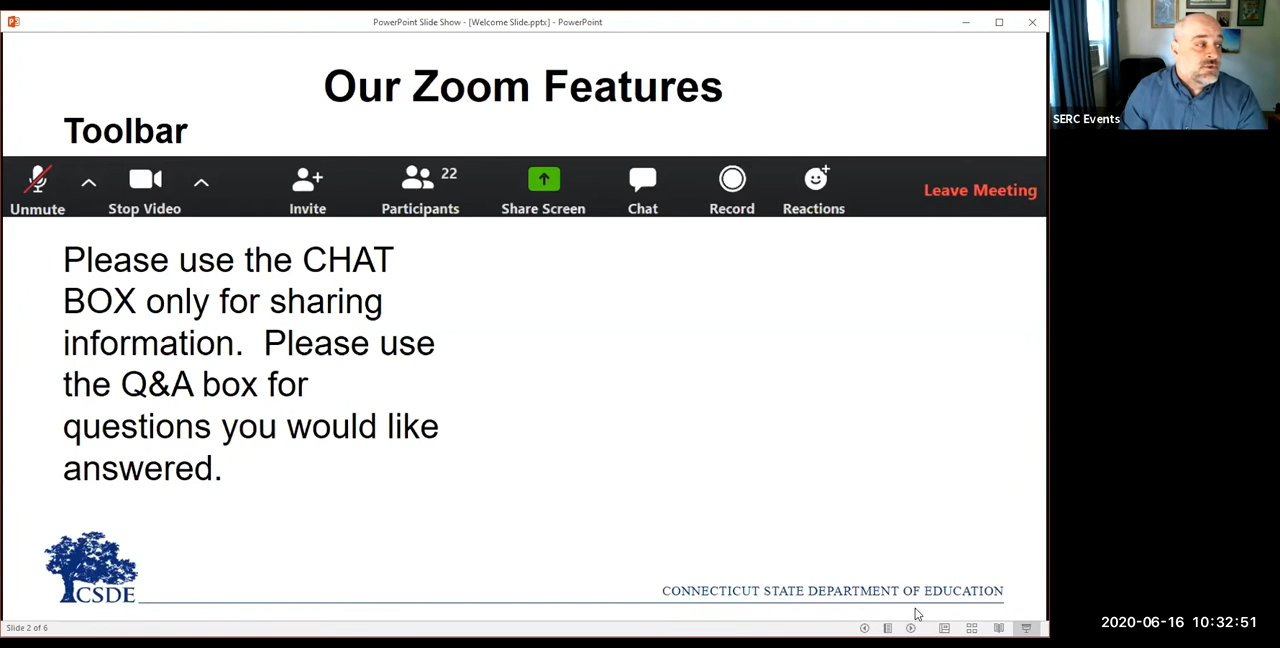 PowerPoint Slide Show - [Welcome Slide.pptx] - PowerPoint
Our Zoom Features
Toolbar
22
Unmute Stop Video Invite Participants Share Screen Chat Record Reactions Leave Meeting
Please use the CHAT
BOX only for sharing
information. Please use
the Q&A box for
questions you would like
answered.
CSDE
CONNECTICUT STATE DEPARTMENT OF EDUCATION
Slide 2 of 6
SERC Events
2020-06-16 10:32:51